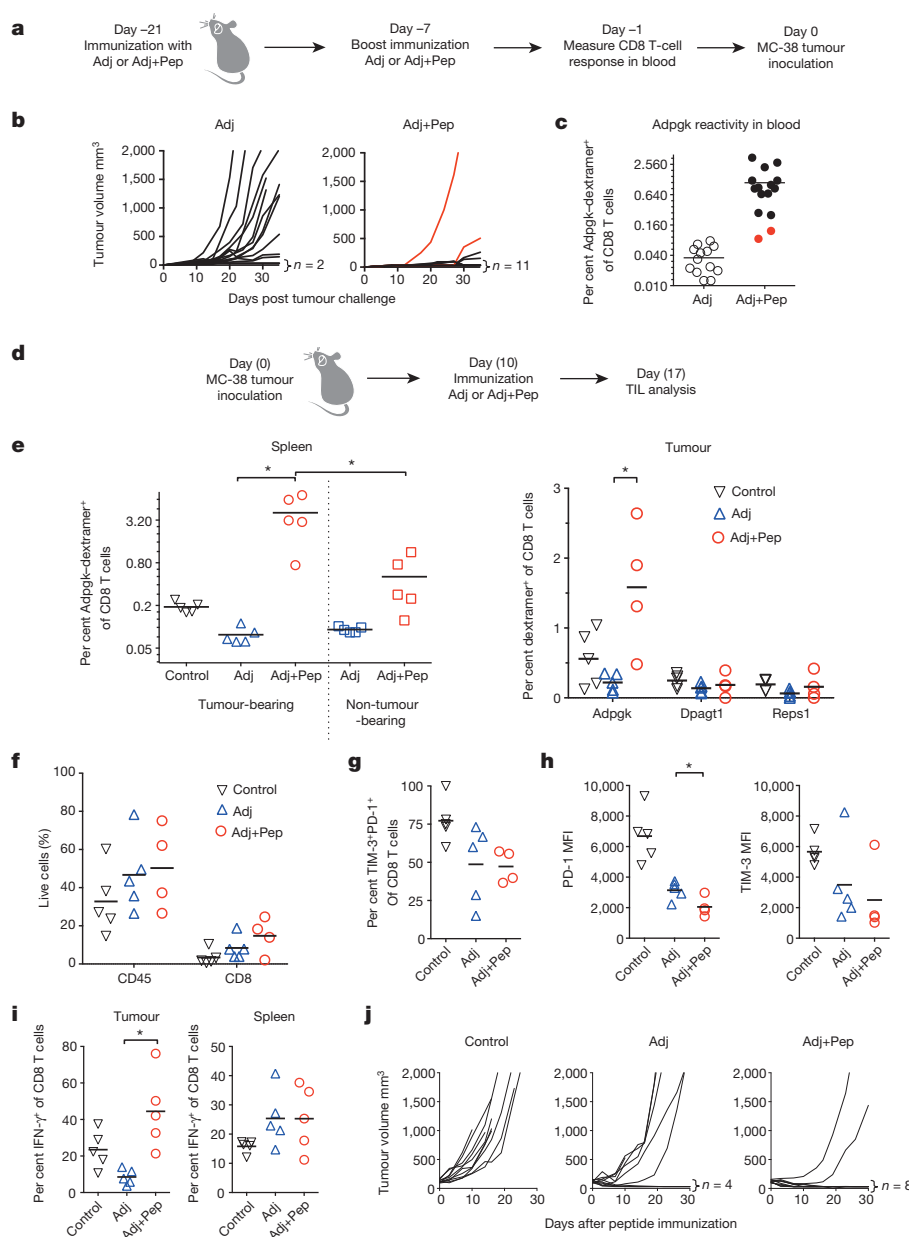 a
Day –21
Immunization with
Adj or Adj+Pep
Day –7
Boost immunization
Adj or Adj+Pep
Day –1
Measure CD8 T-cell
response in blood
Day 0
MC-38 tumour
inoculation
b
Adj
Adj+Pep
Tumour volume mm³
2,000
1,500
1,000
500
0
0 10 20 30
n = 2
2,000
1,500
1,000
500
0
0 10 20 30
n = 11
Days post tumour challenge
c
Adpgk reactivity in blood
Per cent Adpgk–dextramer⁺
of CD8 T cells
2.560
0.640
0.160
0.040
0.010
Adj Adj+Pep
d
Day (0)
MC-38 tumour
inoculation
Day (10)
Immunization
Adj or Adj+Pep
Day (17)
TIL analysis
e
Spleen
Per cent Adpgk–dextramer⁺
of CD8 T cells
3.20
0.80
0.2
0.05
* *
Control Adj Adj+Pep Adj Adj+Pep
Tumour-bearing
Non-tumour
-bearing
Tumour
Per cent dextramer⁺ of CD8 T cells
3
2
1
0
*
Control
Adj
Adj+Pep
Adpgk Dpagt1 Reps1
f
Live cells (%)
100
80
60
40
20
0
Control
Adj
Adj+Pep
CD45 CD8
g
Per cent TIM-3⁺PD-1⁺
Of CD8 T cells
100
75
50
25
0
Control Adj Adj+Pep
h
PD-1 MFI
10,000
8,000
6,000
4,000
2,000
0
*
Control Adj Adj+Pep
TIM-3 MFI
10,000
8,000
6,000
4,000
2,000
0
Control Adj Adj+Pep
i
Tumour
Per cent IFN-γ⁺ of CD8 T cells
100
80
60
40
20
0
*
Control Adj Adj+Pep
Spleen
Per cent IFN-γ⁺ of CD8 T cells
50
40
30
20
10
0
Control Adj Adj+Pep
j
Control
Adj
Adj+Pep
Tumour volume mm³
2,000
1,500
1,000
500
0
0 10 20 30
2,000
1,500
1,000
500
0
0 10 20 30
n = 4
2,000
1,500
1,000
500
0
0 10 20 30
n = 8
Days after peptide immunization